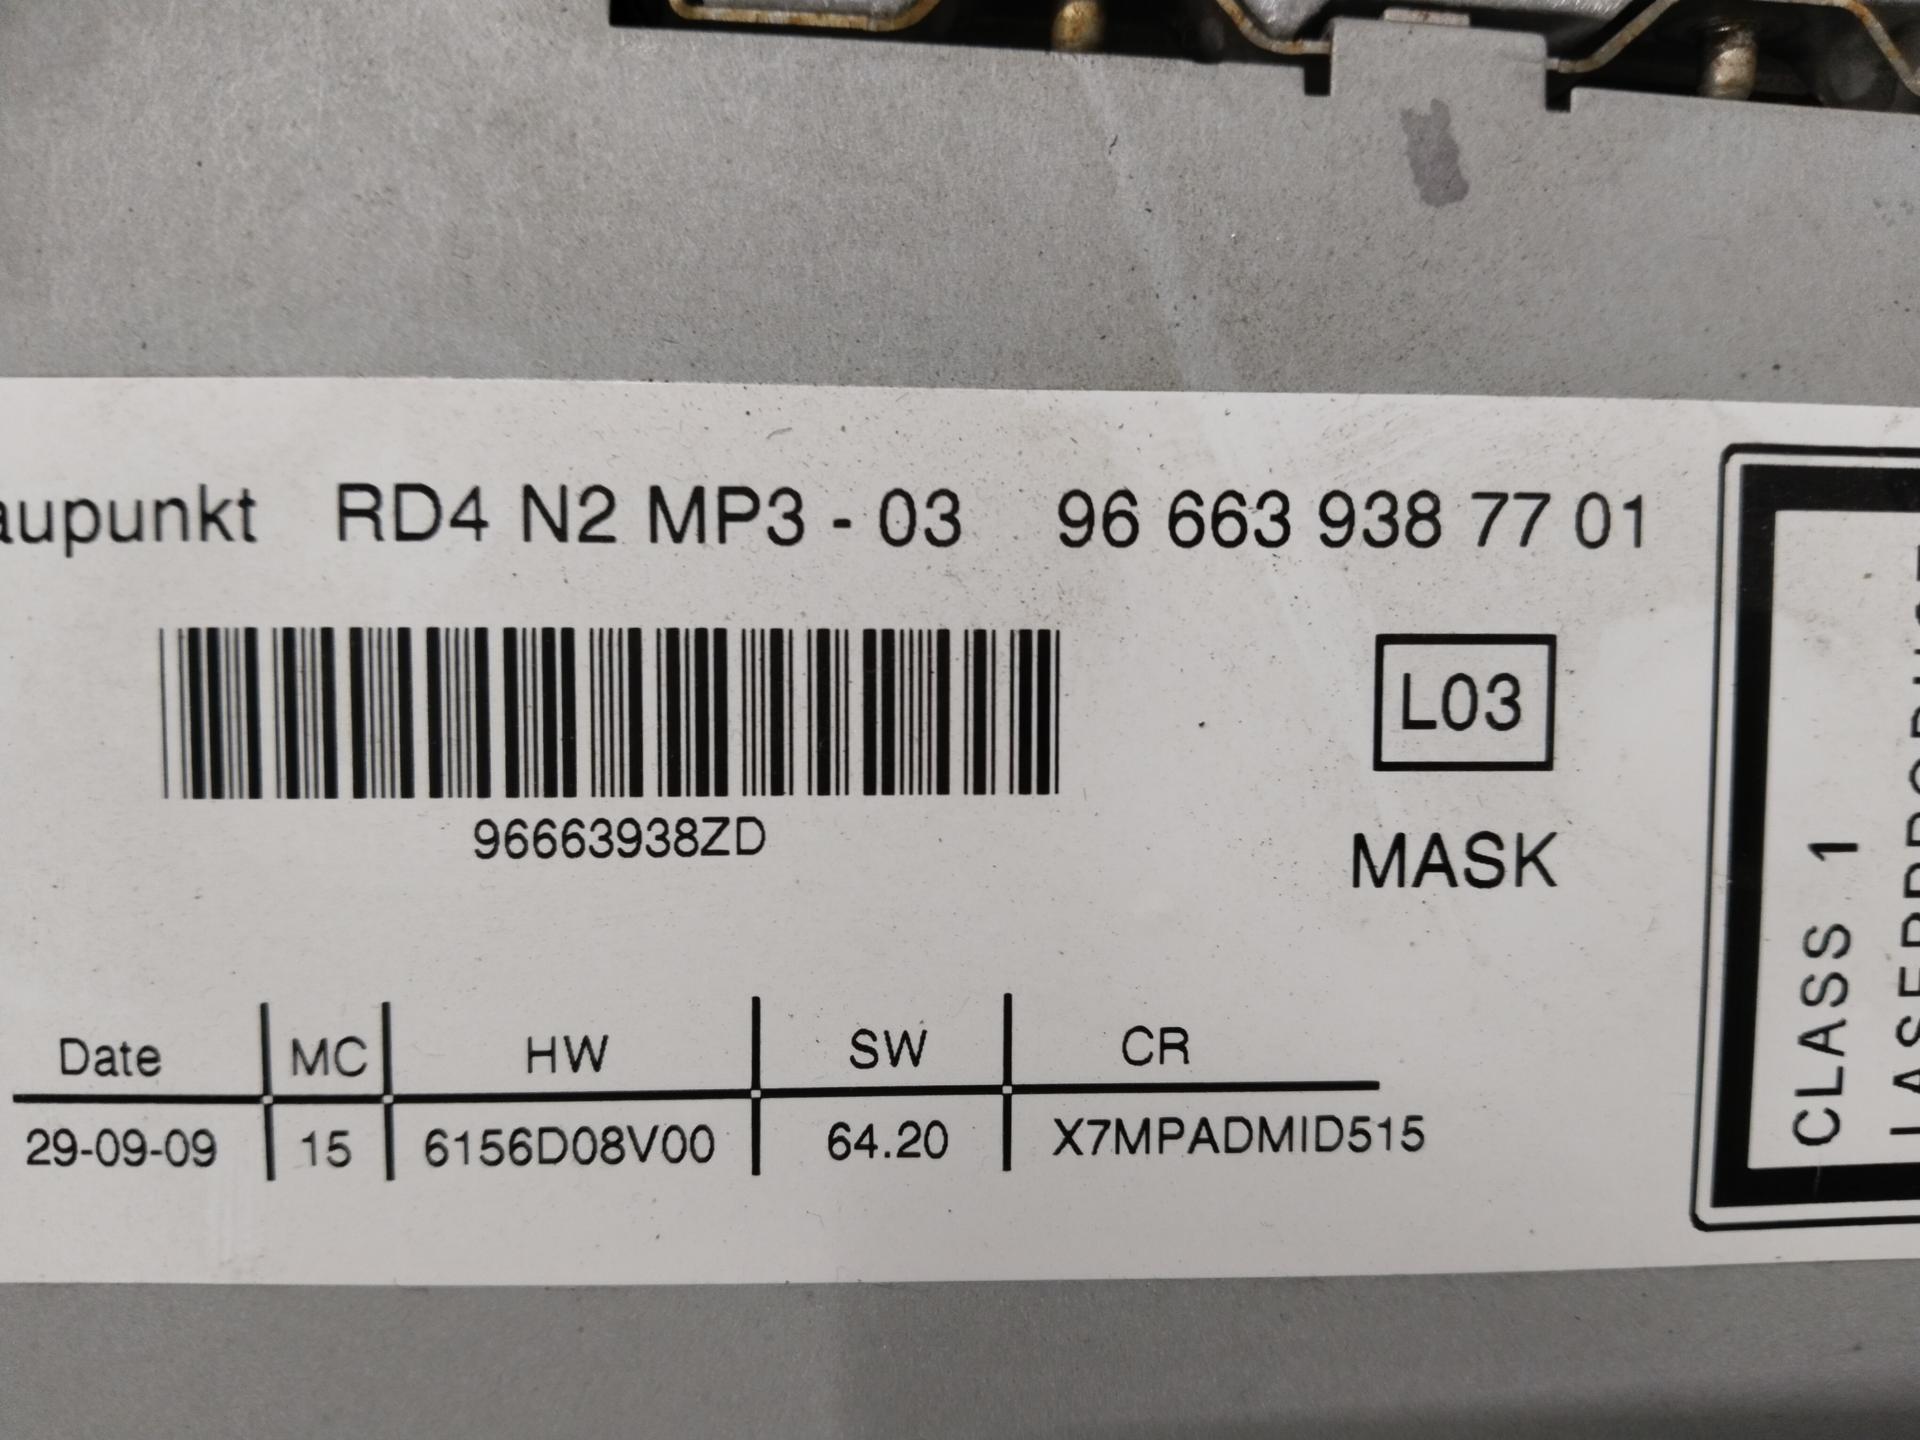 aupunkt RD4 N2 MP3 - 03 96 663 938 77 01
96663938ZD
L03
MASK
Date MC HW SW CR
29-09-09 15 6156D08V00 64.20 X7MPADMID515
CLASS 1